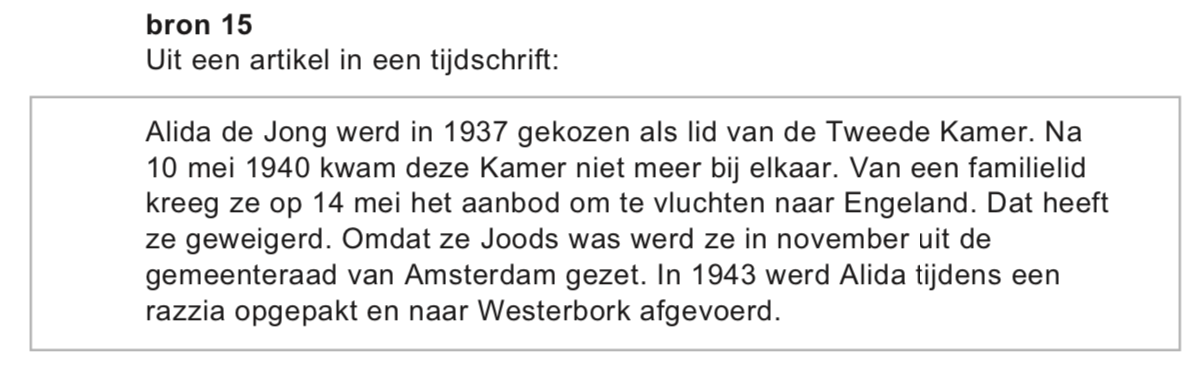 bron 15
Uit een artikel in een tijdschrift:
Alida de Jong werd in 1937 gekozen als lid van de Tweede Kamer. Na
10 mei 1940 kwam deze Kamer niet meer bij elkaar. Van een familielid
kreeg ze op 14 mei het aanbod om te vluchten naar Engeland. Dat heeft
ze geweigerd. Omdat ze Joods was werd ze in november uit de
gemeenteraad van Amsterdam gezet. In 1943 werd Alida tijdens een
razzia opgepakt en naar Westerbork afgevoerd.